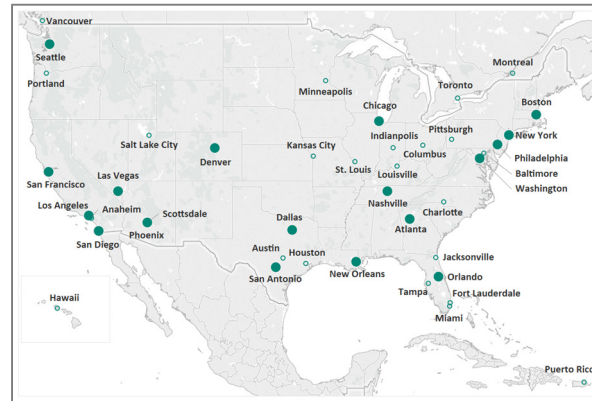 Vancouver
Seattle
Portland
Montreal
Toronto
Minneapolis
Boston
Chicago
Indianpolis
Pittsburgh
New York
Salt Lake City
Denver
Kansas City
St. Louis
Columbus
Louisville
Philadelphia
Baltimore
Washington
San Francisco
Las Vegas
Los Angeles
Anaheim
Scottsdale
Phoenix
San Diego
Nashville
Charlotte
Atlanta
Dallas
Austin
Houston
San Antonio
New Orleans
Jacksonville
Orlando
Tampa
Fort Lauderdale
Miami
Hawaii
Puerto Rico